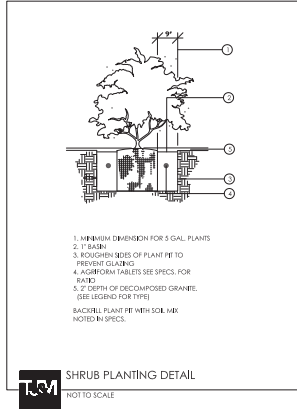 9"
1
2
5
3
4
1. MINIMUM DIMENSION FOR 5 GAL. PLANTS
2. 1" BASIN
3. ROUGHEN SIDES OF PLANT PIT TO
PREVENT GLAZING
4. AGRIFORM TABLETS SEE SPECS. FOR
RATIO
5. 2" DEPTH OF DECOMPOSED GRANITE.
(SEE LEGEND FOR TYPE)
BACKFILL PLANT PIT WITH SOIL MIX
NOTED IN SPECS.
SHRUB PLANTING DETAIL
NOT TO SCALE